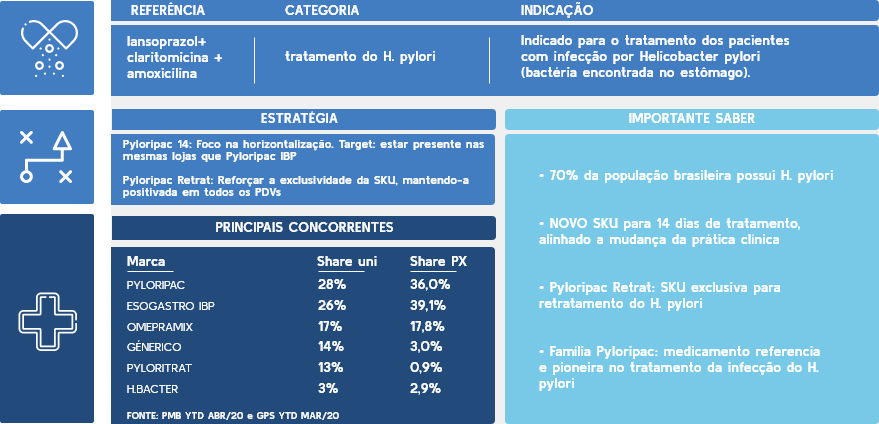 REFERÊNCIA
CATEGORIA
INDICAÇÃO
lansoprazol+
claritomicina +
amoxicilina
tratamento do H. pylori
Indicado para o tratamento dos pacientes
com infecção por Helicobacter pylori
(bactéria encontrada no estômago).
ESTRATÉGIA
Pyloripac 14: Foco na horizontalização. Target: estar presente nas
mesmas lojas que Pyloripac IBP
Pyloripac Retrat: Reforçar a exclusividade da SKU, mantendo-a
positivada em todos os PDVs
PRINCIPAIS CONCORRENTES
Marca Share uni Share PX
PYLORIPAC 28% 36,0%
ESOGASTRO IBP 26% 39,1%
OMEPRAMIX 17% 17,8%
GÉNERICO 14% 3,0%
PYLORITRAT 13% 0,9%
H.BACTER 3% 2,9%
FONTE: PMB YTD ABR/20 e GPS YTD MAR/20
IMPORTANTE SABER
• 70% da população brasileira possui H. pylori
• NOVO SKU para 14 dias de tratamento,
alinhado a mudança da prática clínica
• Pyloripac Retrat: SKU exclusiva para
retratamento do H. pylori
• Família Pyloripac: medicamento referencia
e pioneira no tratamento da infecção do H.
pylori